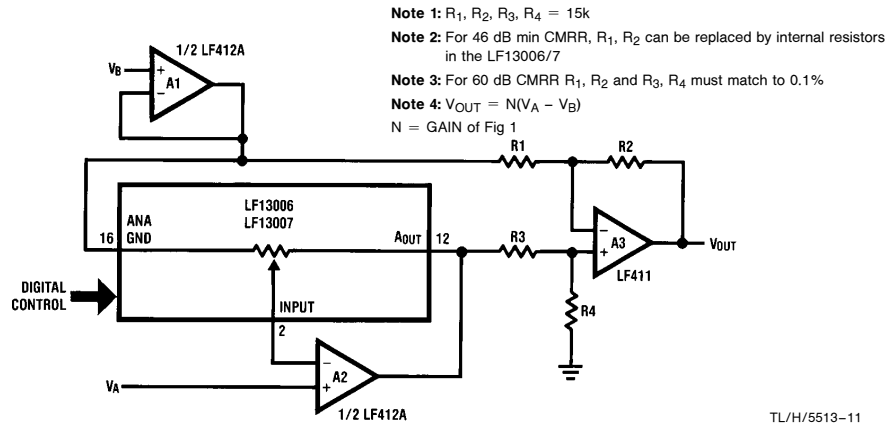 Note 1: R1, R2, R3, R4 = 15k
Note 2: For 46 dB min CMRR, R1, R2 can be replaced by internal resistors
in the LF13006/7
Note 3: For 60 dB CMRR R1, R2 and R3, R4 must match to 0.1%
Note 4: VOUT = N(VA – VB)
N = GAIN of Fig 1
1/2 LF412A
VB
+
A1
−
R1
R2
LF13006
LF13007
ANA
GND
16
AOUT
12
R3
−
A3
+
VOUT
LF411
DIGITAL
CONTROL
INPUT
2
R4
−
A2
+
VA
1/2 LF412A
TL/H/5513–11